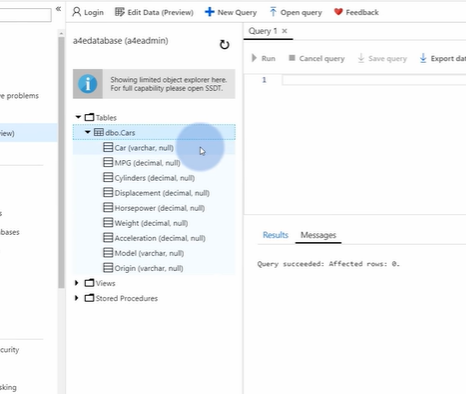 Login Edit Data (Preview) New Query Open query Feedback
a4edatabase (a4eadmin)
Query 1
Showing limited object explorer here.
For full capability please open SSDT.
Run Cancel query Save query Export dat
1
ve problems
Tables
iew)
dbo.Cars
Car (varchar, null)
MPG (decimal, null)
Cylinders (decimal, null)
Displacement (decimal, null)
Horsepower (decimal, null)
s
Weight (decimal, null)
bases
Acceleration (decimal, null)
Results Messages
Model (varchar, null)
Origin (varchar, null)
Query succeeded: Affected rows: 0.
Views
Stored Procedures
curity
sking